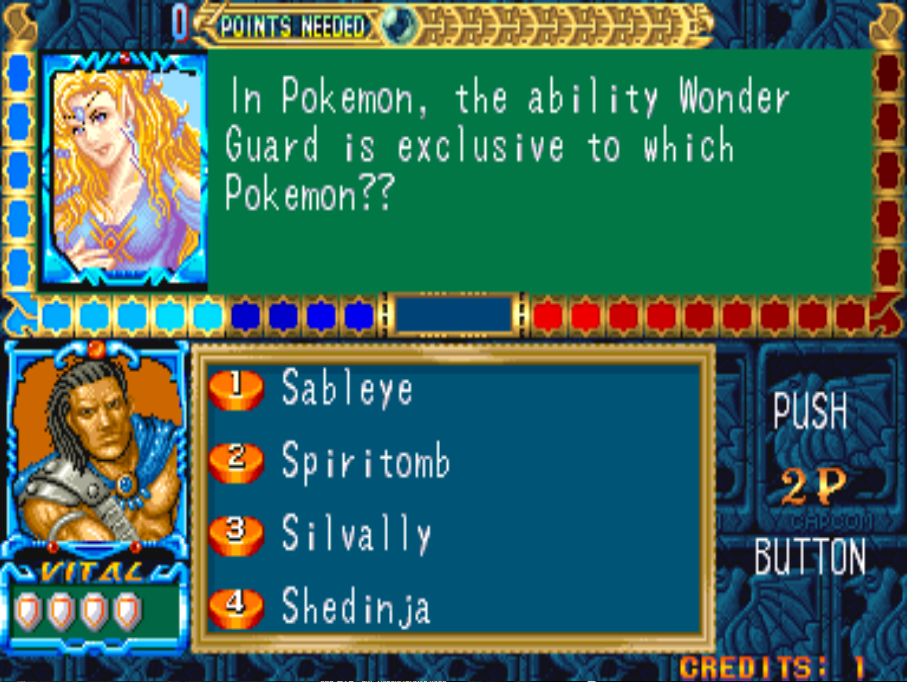 0 POINTS NEEDED
In Pokemon, the ability Wonder
Guard is exclusive to which
Pokemon??
1 Sableye
2 Spiritomb
3 Silvally
4 Shedinja
VITAL
PUSH
2P
CAPCOM
BUTTON
CREDITS: 1